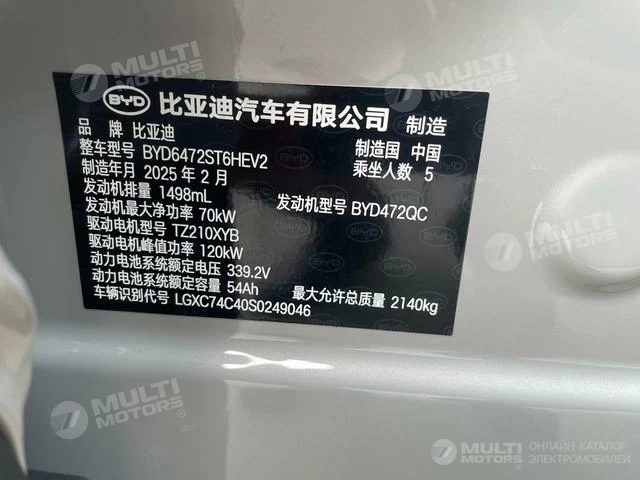 BYD 比亚迪汽车有限公司 制造
品 牌 比亚迪
整车型号 BYD6472ST6HEV2 制造国 中国
制造年月 2025 年 2 月 乘坐人数 5
发动机排量 1498mL
发动机最大净功率 70kW 发动机型号 BYD472QC
驱动电机型号 TZ210XYB
驱动电机峰值功率 120kW
动力电池系统额定电压 339.2V
动力电池系统额定容量 54Ah 最大允许总质量 2140kg
车辆识别代号 LGXC74C40S0249046
MULTI MOTORS
MULTI MOTORS
MULTI MOTORS
MULTI MOTORS
MULTI MOTORS ОНЛАЙН-КАТАЛОГ ЭЛЕКТРОМОБИЛЕЙ